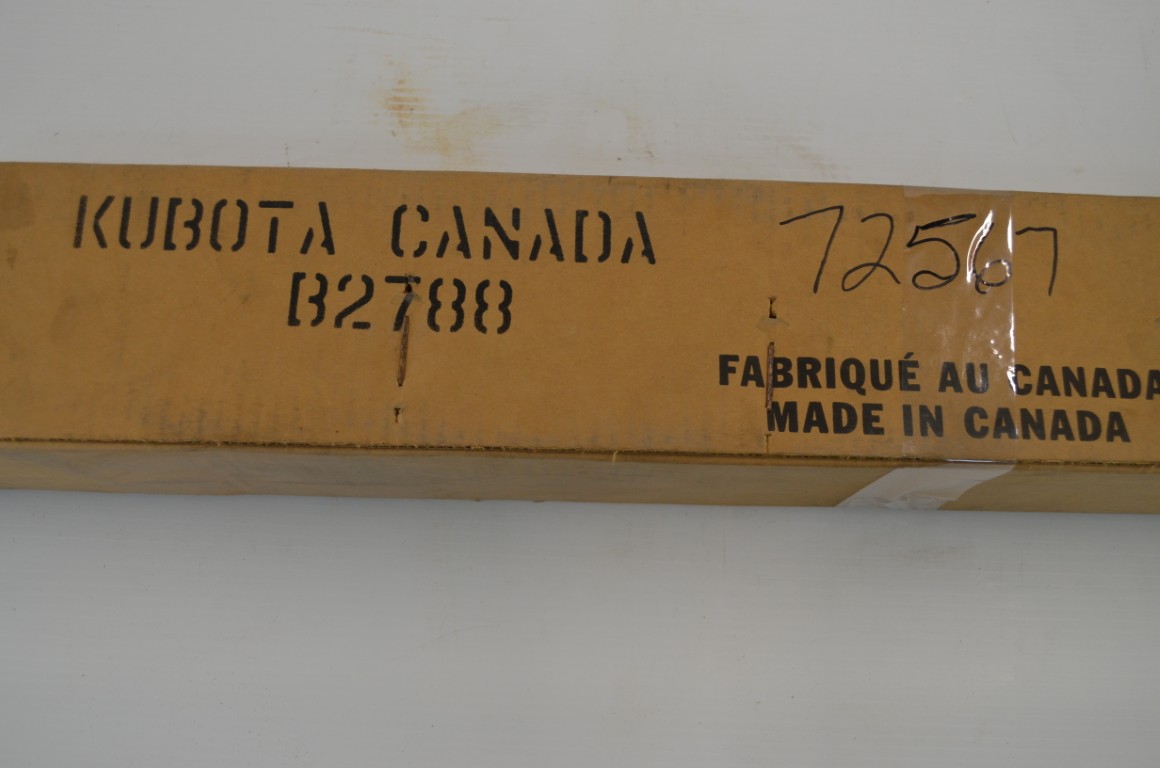 KUBOTA CANADA
B2788
72567
FABRIQUÉ AU CANADA
MADE IN CANADA